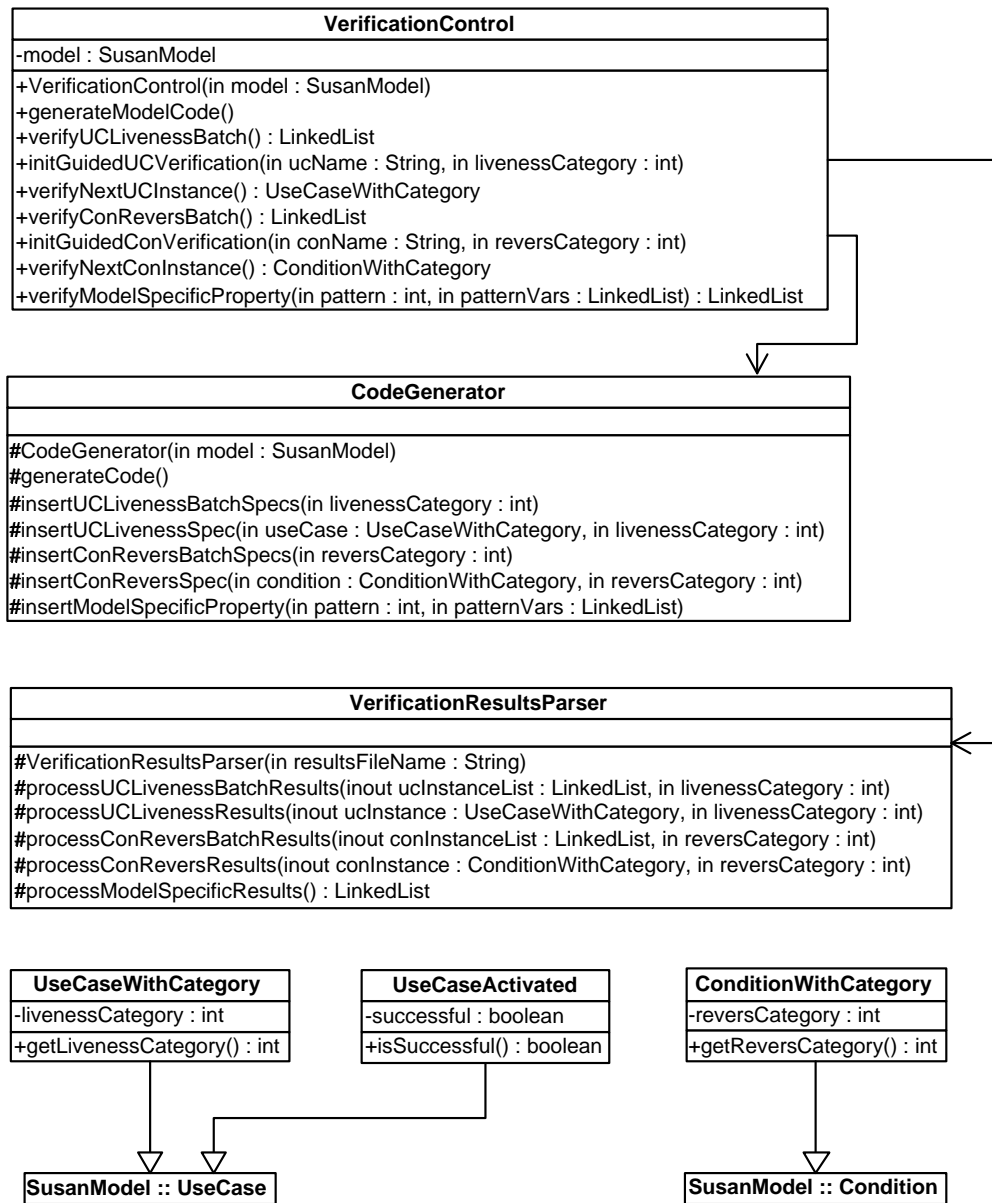 VerificationControl
-model : SusanModel
+VerificationControl(in model : SusanModel)
+generateModelCode()
+verifyUCLivenessBatch() : LinkedList
+initGuidedUCVerification(in ucName : String, in livenessCategory : int)
+verifyNextUCInstance() : UseCaseWithCategory
+verifyConReversBatch() : LinkedList
+initGuidedConVerification(in conName : String, in reversCategory : int)
+verifyNextConInstance() : ConditionWithCategory
+verifyModelSpecificProperty(in pattern : int, in patternVars : LinkedList) : LinkedList
CodeGenerator
#CodeGenerator(in model : SusanModel)
#generateCode()
#insertUCLivenessBatchSpecs(in livenessCategory : int)
#insertUCLivenessSpec(in useCase : UseCaseWithCategory, in livenessCategory : int)
#insertConReversBatchSpecs(in reversCategory : int)
#insertConReversSpec(in condition : ConditionWithCategory, in reversCategory : int)
#insertModelSpecificProperty(in pattern : int, in patternVars : LinkedList)
VerificationResultsParser
#VerificationResultsParser(in resultsFileName : String)
#processUCLivenessBatchResults(inout ucInstanceList : LinkedList, in livenessCategory : int)
#processUCLivenessResults(inout ucInstance : UseCaseWithCategory, in livenessCategory : int)
#processConReversBatchResults(inout conInstanceList : LinkedList, in reversCategory : int)
#processConReversResults(inout conInstance : ConditionWithCategory, in reversCategory : int)
#processModelSpecificResults() : LinkedList
UseCaseWithCategory
-livenessCategory : int
+getLivenessCategory() : int
UseCaseActivated
-successful : boolean
+isSuccessful() : boolean
ConditionWithCategory
-reversCategory : int
+getReversCategory() : int
SusanModel :: UseCase
SusanModel :: Condition